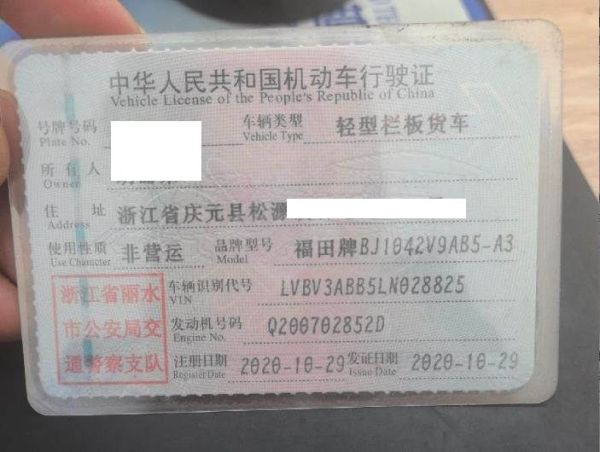 中华人民共和国机动车行驶证
Vehicle License of the People's Republic of China
号牌号码 车辆类型 轻型栏板货车
Plate No. Vehicle Type
所有人
Owner
住址 浙江省庆元县松源
Address
使用性质 非营运 品牌型号 福田牌BJ1042V9AB5-A3
Use Character Model
浙江省丽水 车辆识别代号 LVBV3ABB5LN028825
VIN
市公安局交 发动机号码 Q200702852D
Engine No.
通警察支队 注册日期 2020-10-29 发证日期 2020-10-29
Register Date Issue Date